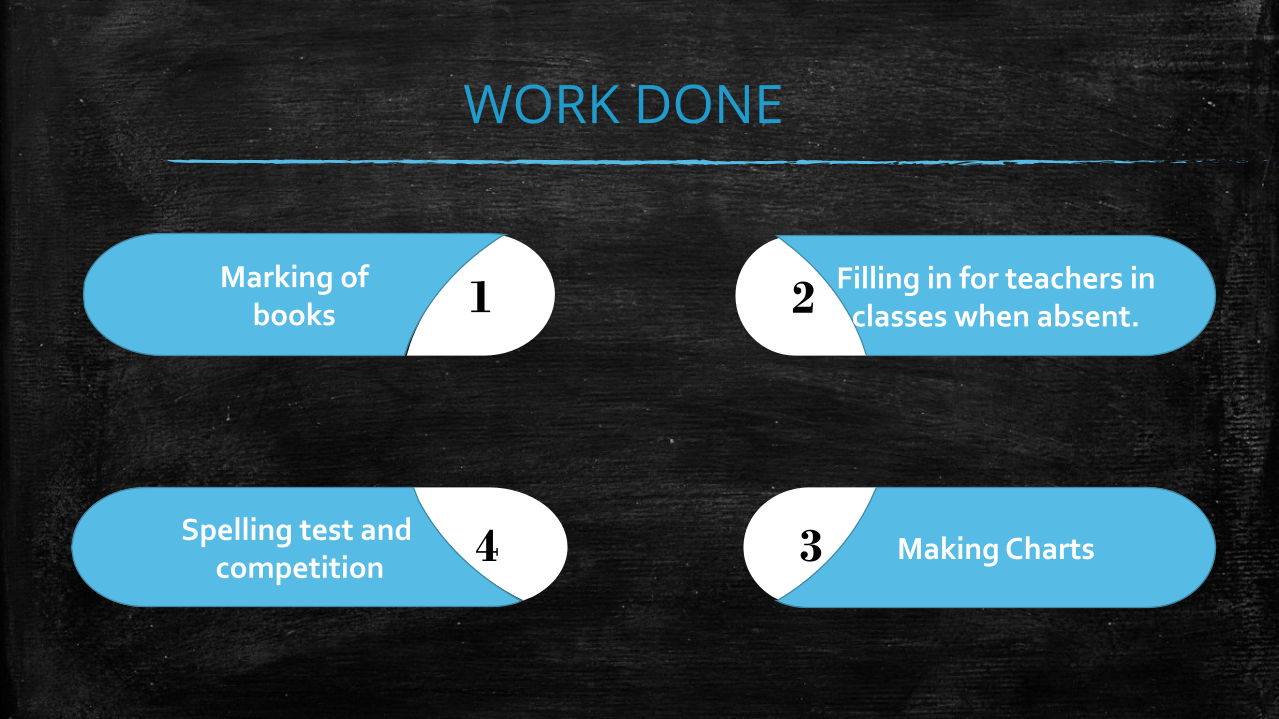 WORK DONE
Marking of
books
1
2
Filling in for teachers in
classes when absent.
Spelling test and
competition
4
3
Making Charts